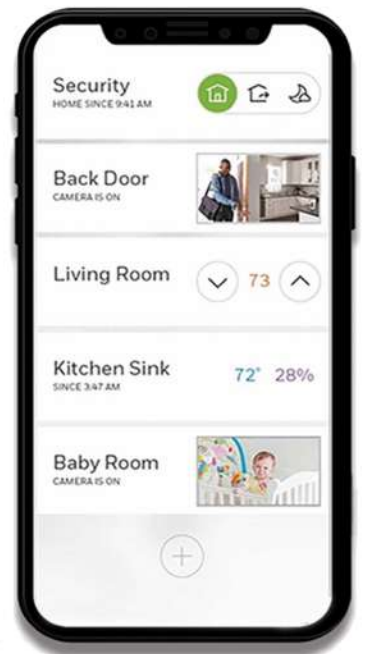 Security
HOME SINCE 9:41 AM
Back Door
CAMERA IS ON
Living Room
73
Kitchen Sink
SINCE 3:47 AM
72° 28%
Baby Room
CAMERA IS ON